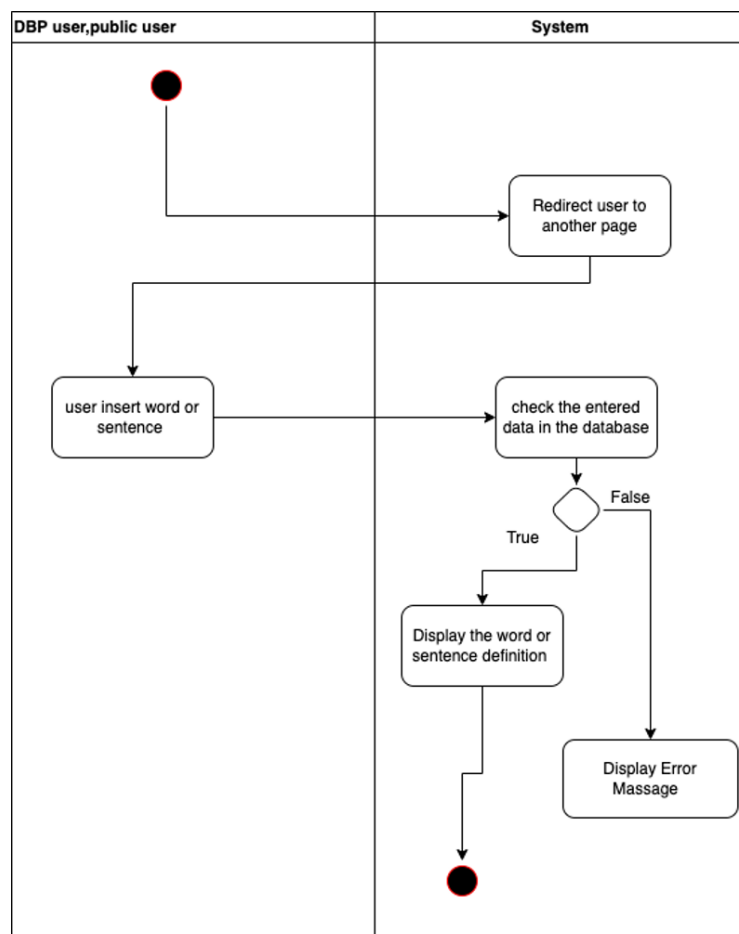 DBP user,public user
System
Redirect user to
another page
user insert word or
sentence
check the entered
data in the database
False
True
Display the word or
sentence definition
Display Error
Massage